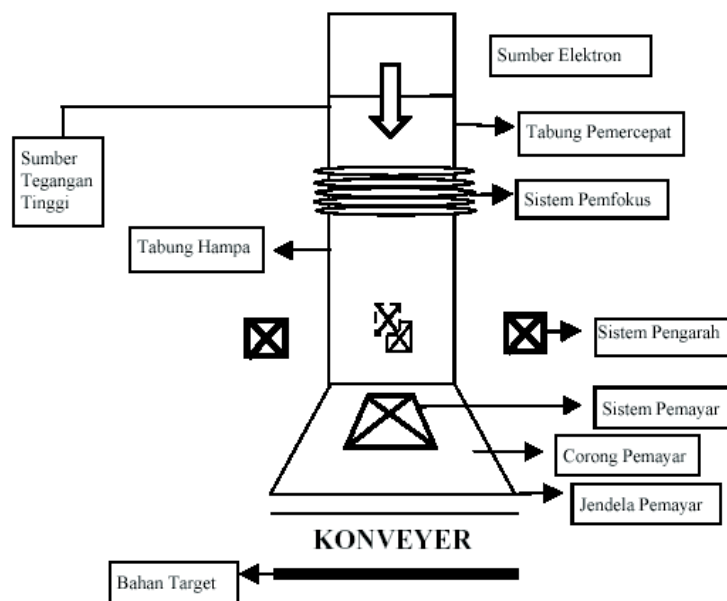 Sumber Elektron
Tabung Pemercepat
Sumber
Tegangan
Tinggi
Sistem Pemfokus
Tabung Hampa
Sistem Pengarah
Sistem Pemayar
Corong Pemayar
Jendela Pemayar
KONVEYER
Bahan Target